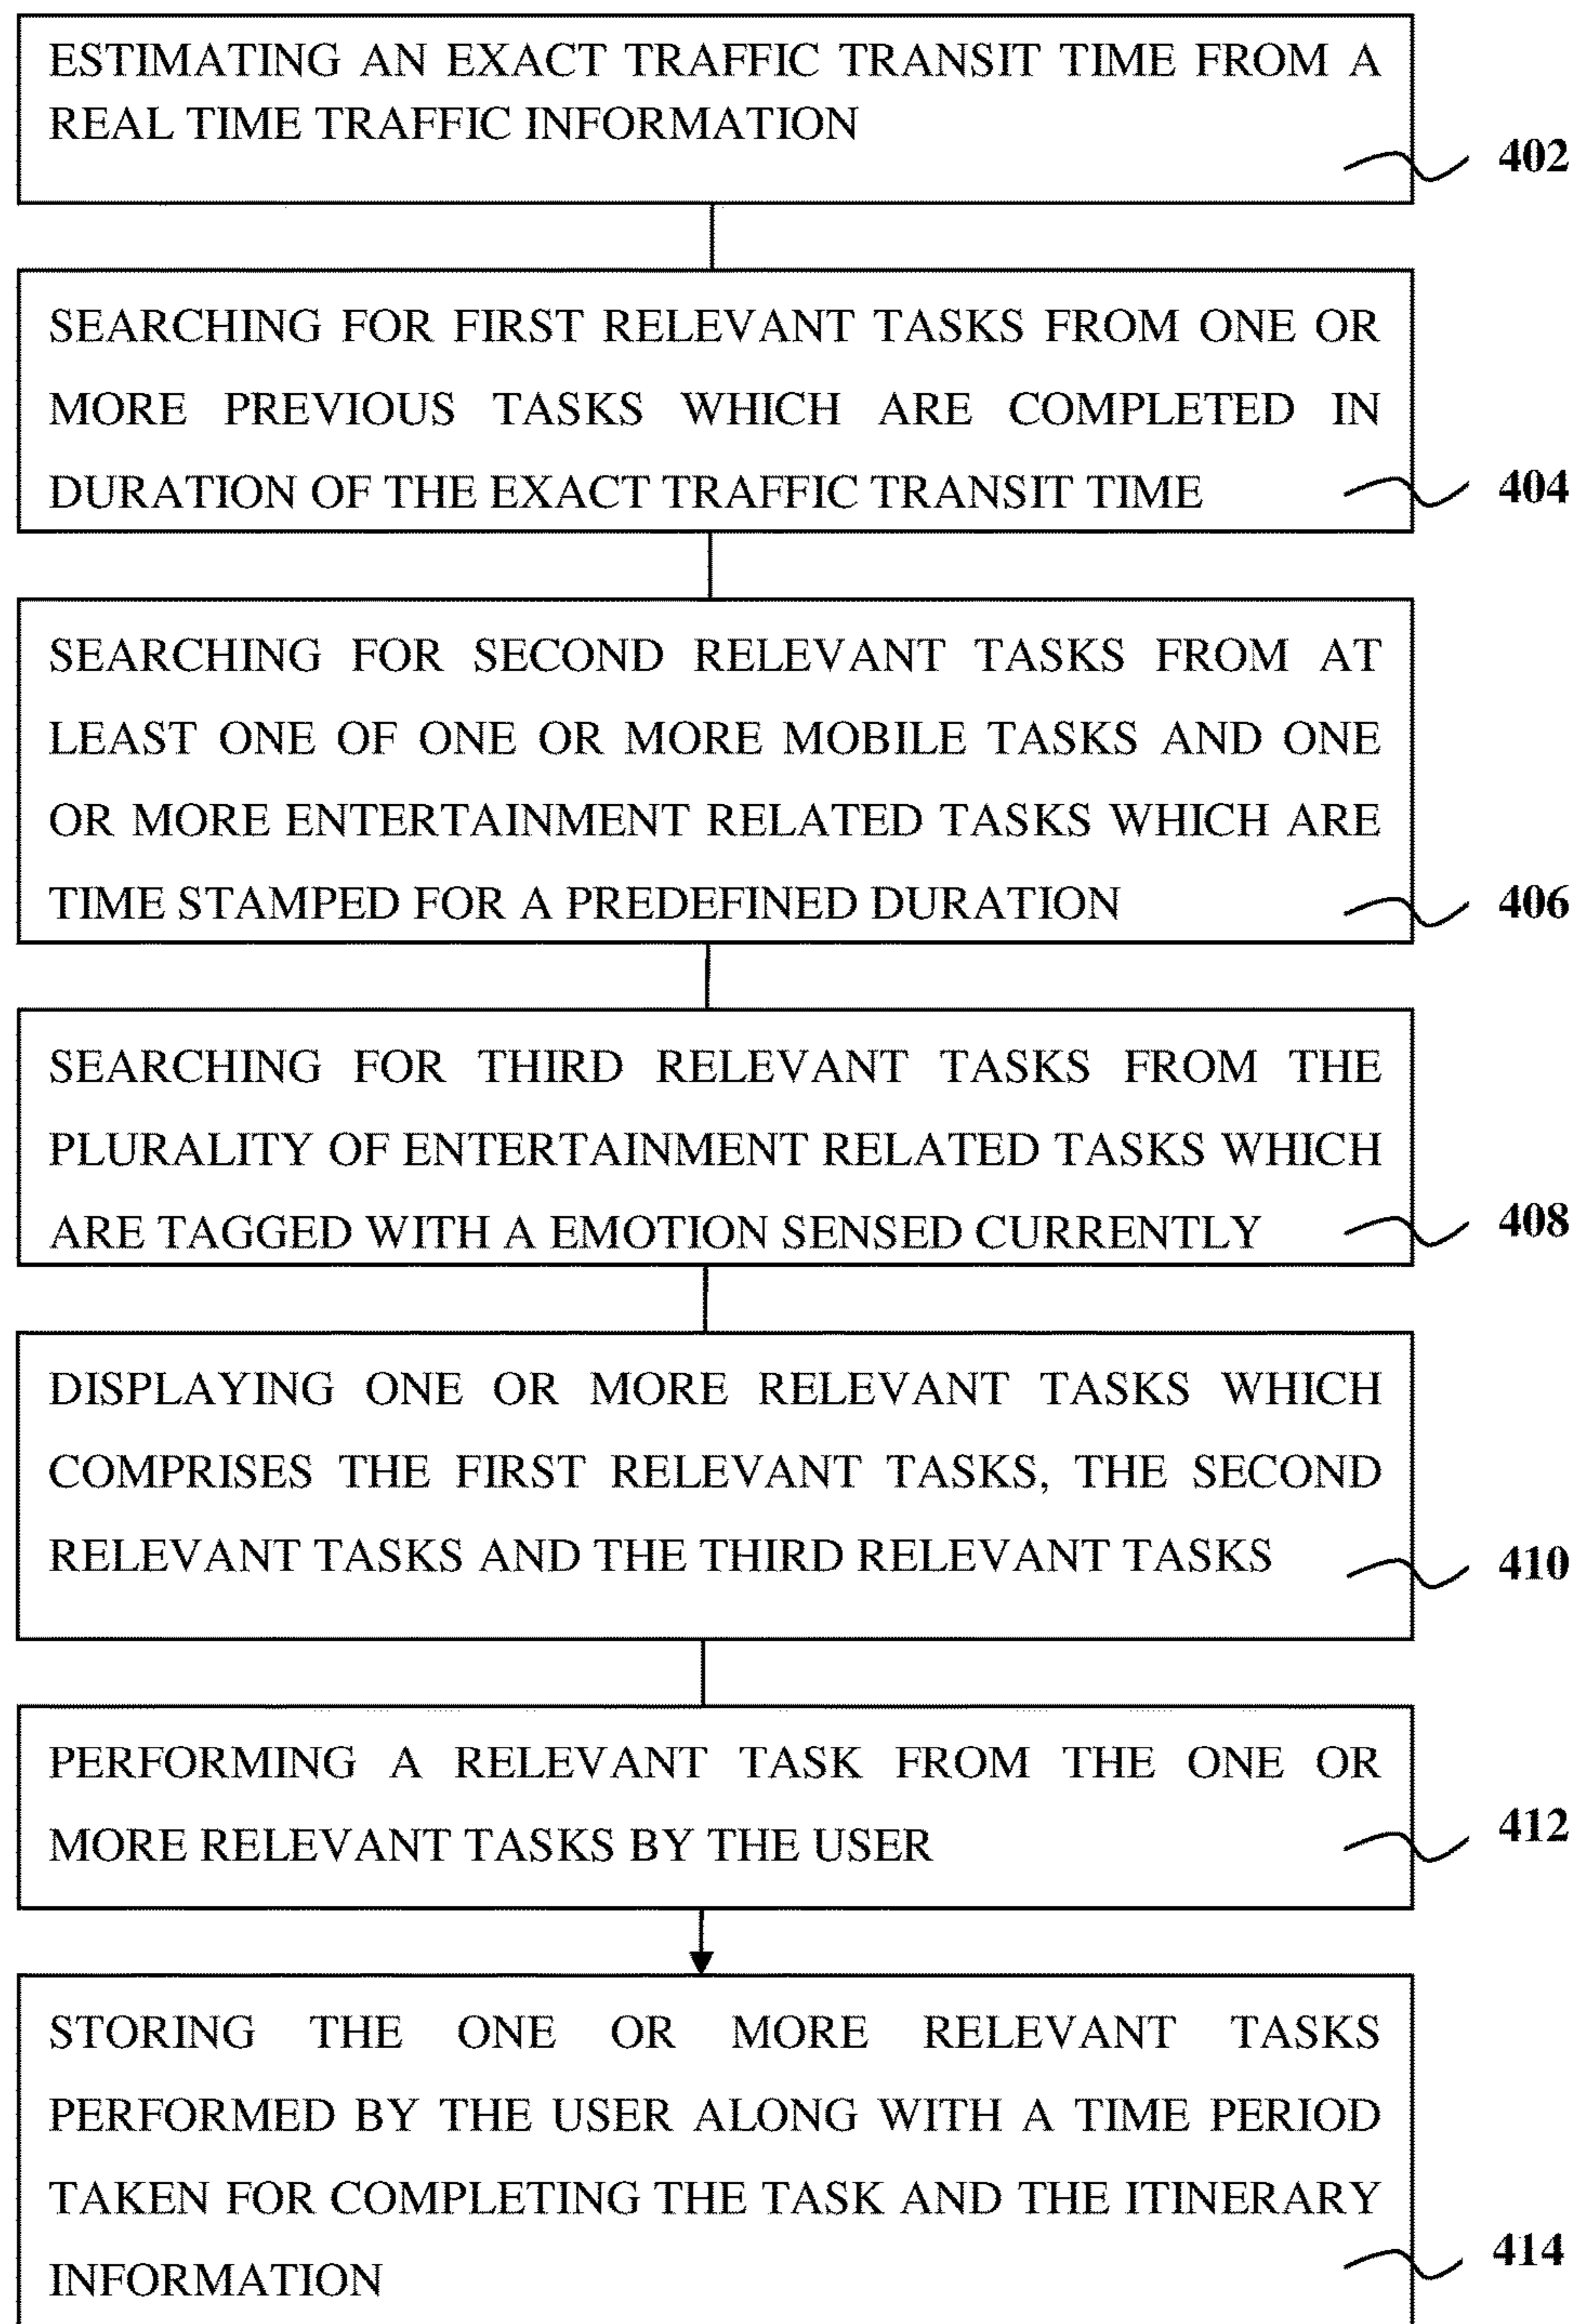 ESTIMATING AN EXACT TRAFFIC TRANSIT TIME FROM A
REAL TIME TRAFFIC INFORMATION
402
SEARCHING FOR FIRST RELEVANT TASKS FROM ONE OR
MORE PREVIOUS TASKS WHICH ARE COMPLETED IN
DURATION OF THE EXACT TRAFFIC TRANSIT TIME
404
SEARCHING FOR SECOND RELEVANT TASKS FROM AT
LEAST ONE OF ONE OR MORE MOBILE TASKS AND ONE
OR MORE ENTERTAINMENT RELATED TASKS WHICH ARE
TIME STAMPED FOR A PREDEFINED DURATION
406
SEARCHING FOR THIRD RELEVANT TASKS FROM THE
PLURALITY OF ENTERTAINMENT RELATED TASKS WHICH
ARE TAGGED WITH A EMOTION SENSED CURRENTLY
408
DISPLAYING ONE OR MORE RELEVANT TASKS WHICH
COMPRISES THE FIRST RELEVANT TASKS, THE SECOND
RELEVANT TASKS AND THE THIRD RELEVANT TASKS
410
PERFORMING A RELEVANT TASK FROM THE ONE OR
MORE RELEVANT TASKS BY THE USER
412
STORING THE ONE OR MORE RELEVANT TASKS
PERFORMED BY THE USER ALONG WITH A TIME PERIOD
TAKEN FOR COMPLETING THE TASK AND THE ITINERARY
INFORMATION
414